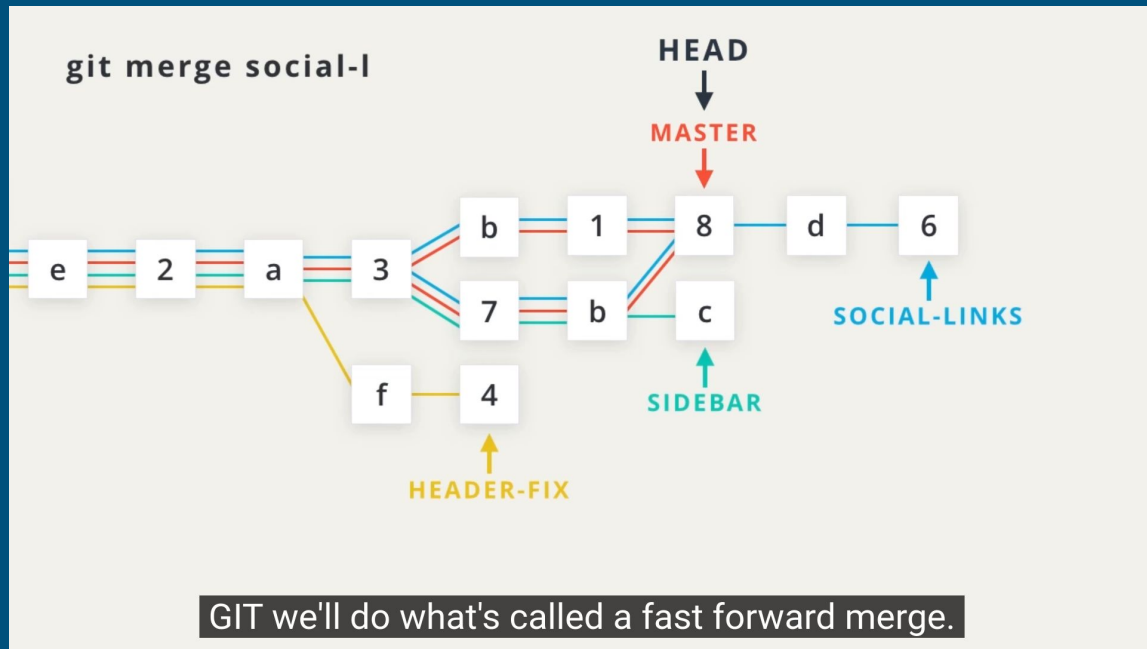 git merge social-l
HEAD
MASTER
b 1 8 d 6
e 2 a 3
7 b c
SOCIAL-LINKS
f 4
SIDEBAR
HEADER-FIX
GIT we'll do what's called a fast forward merge.